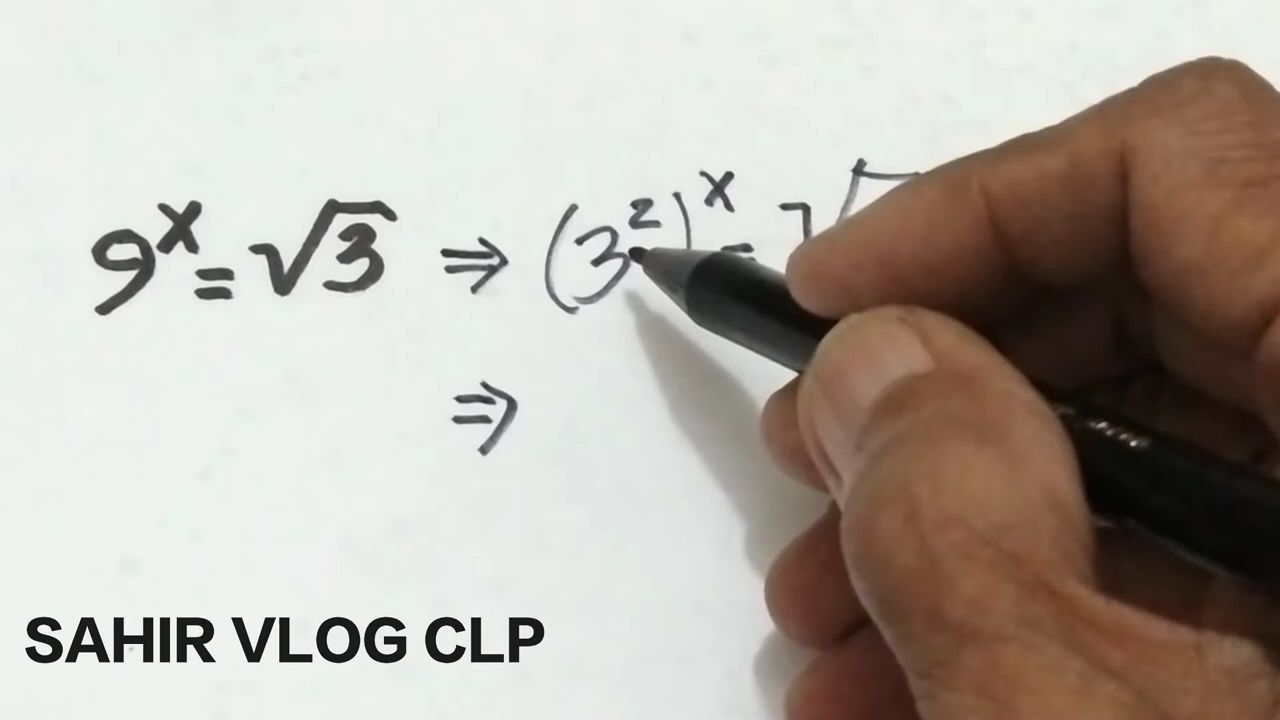 9^x = √3 ⇒ (3^2)^x =
⇒
SAHIR VLOG CLP